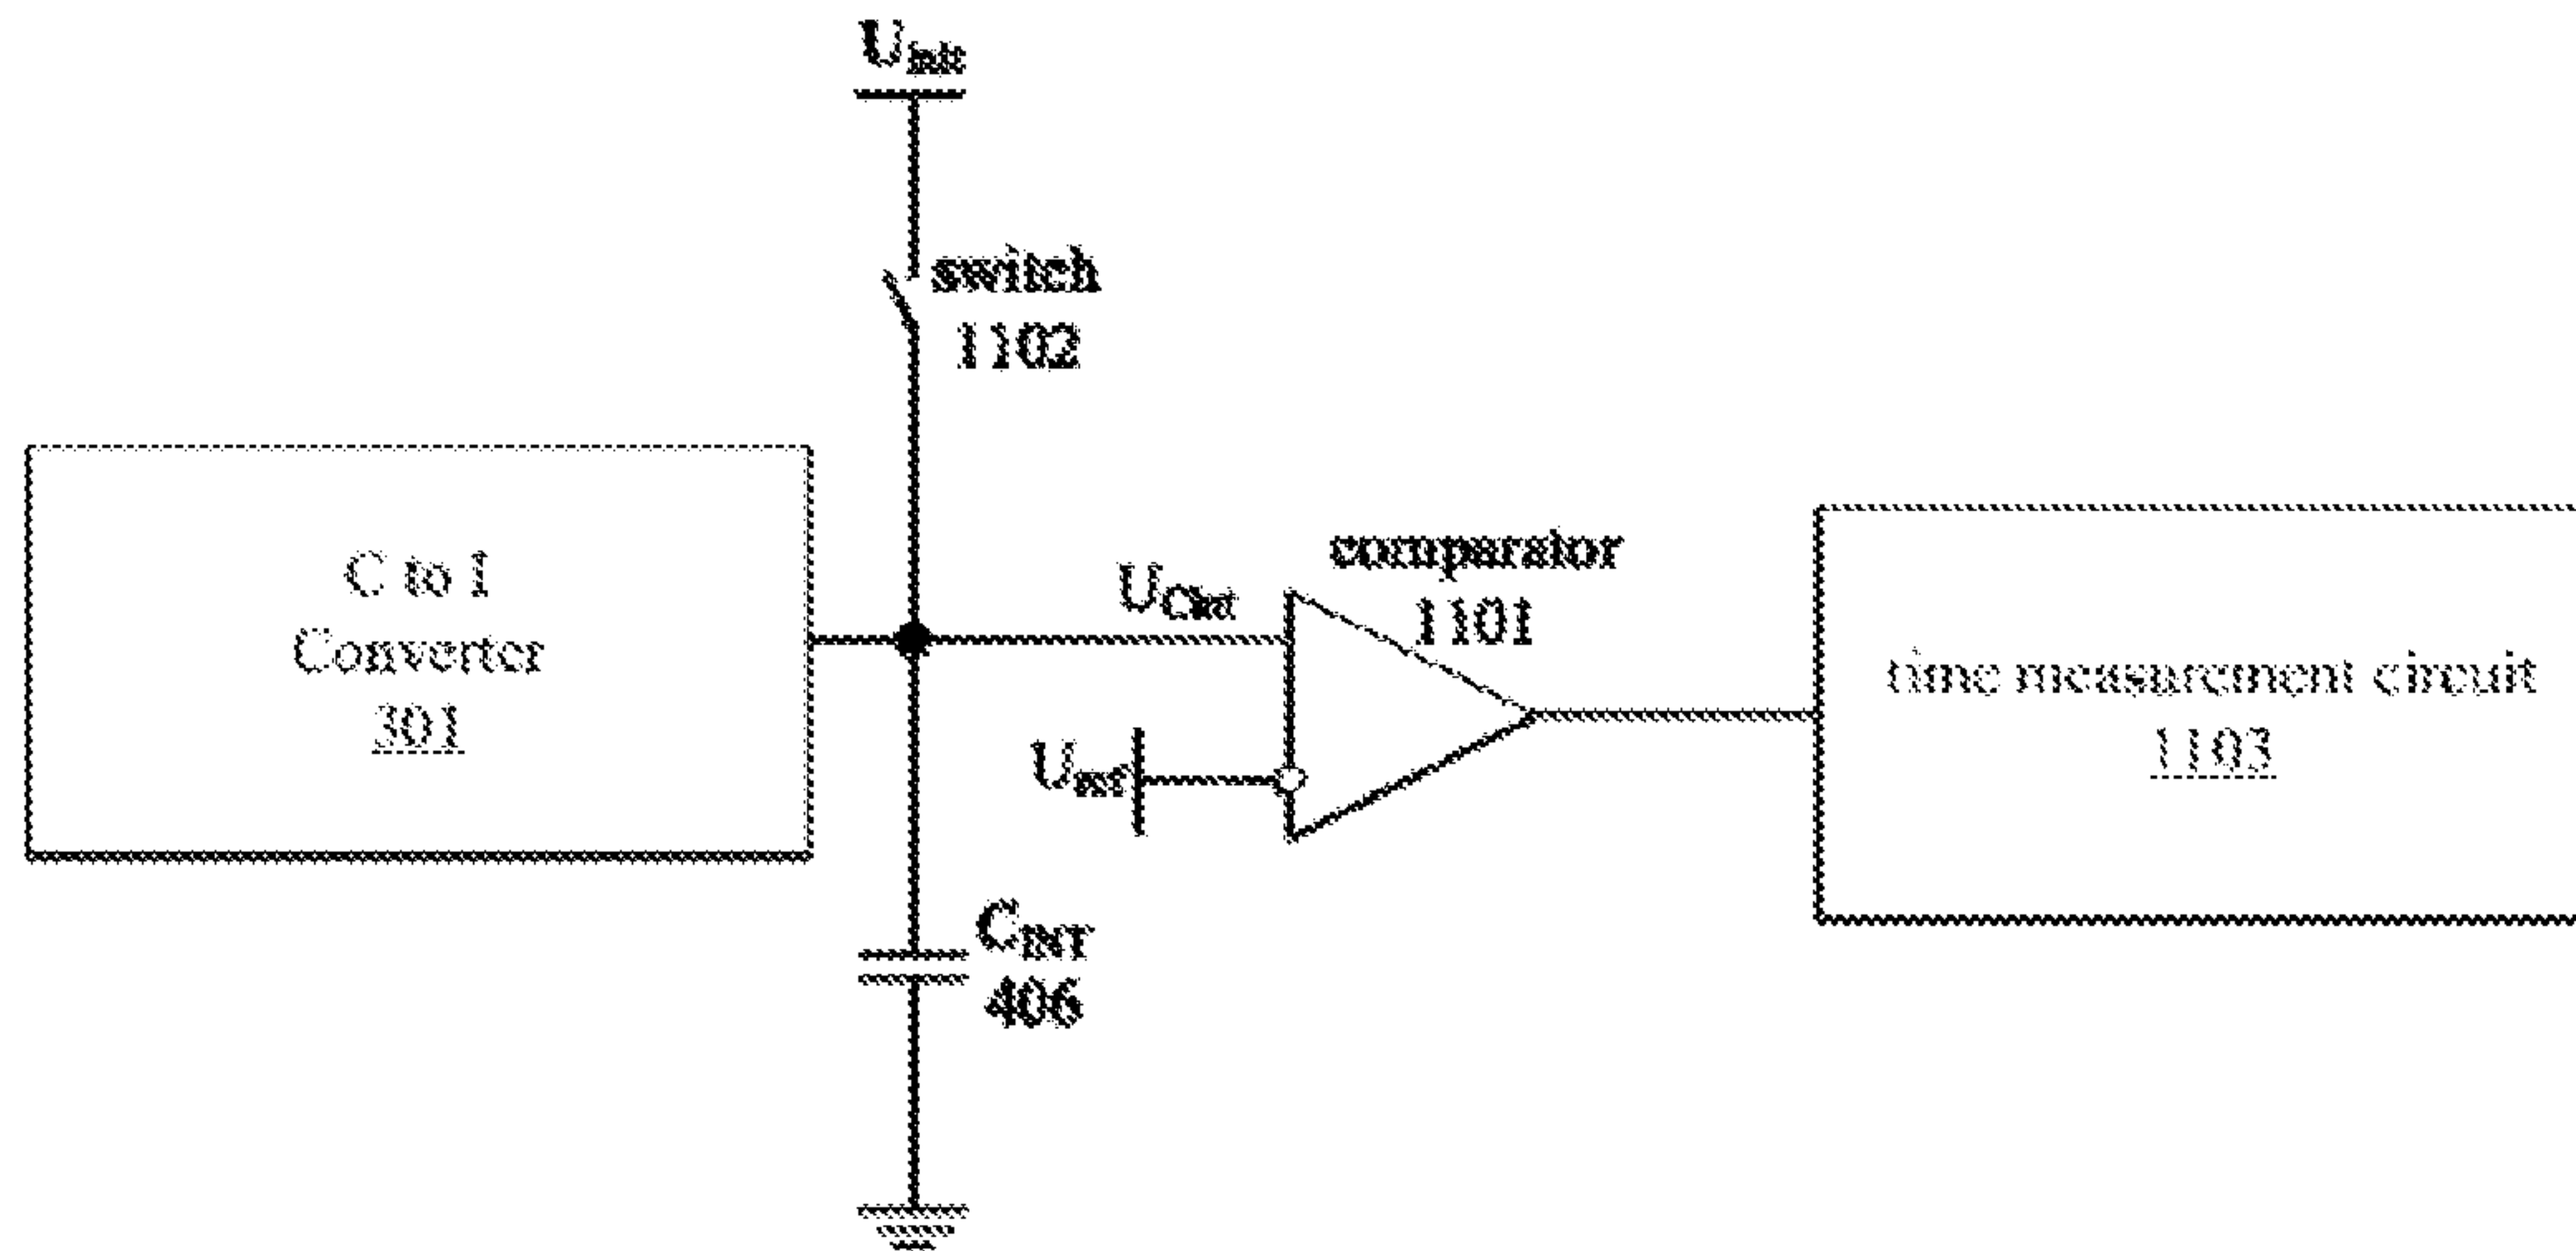 U_init
switch
1102
C to I
Converter
301
U_Cint
comparator
1101
U_ref
time measurement circuit
1103
C_INT
406